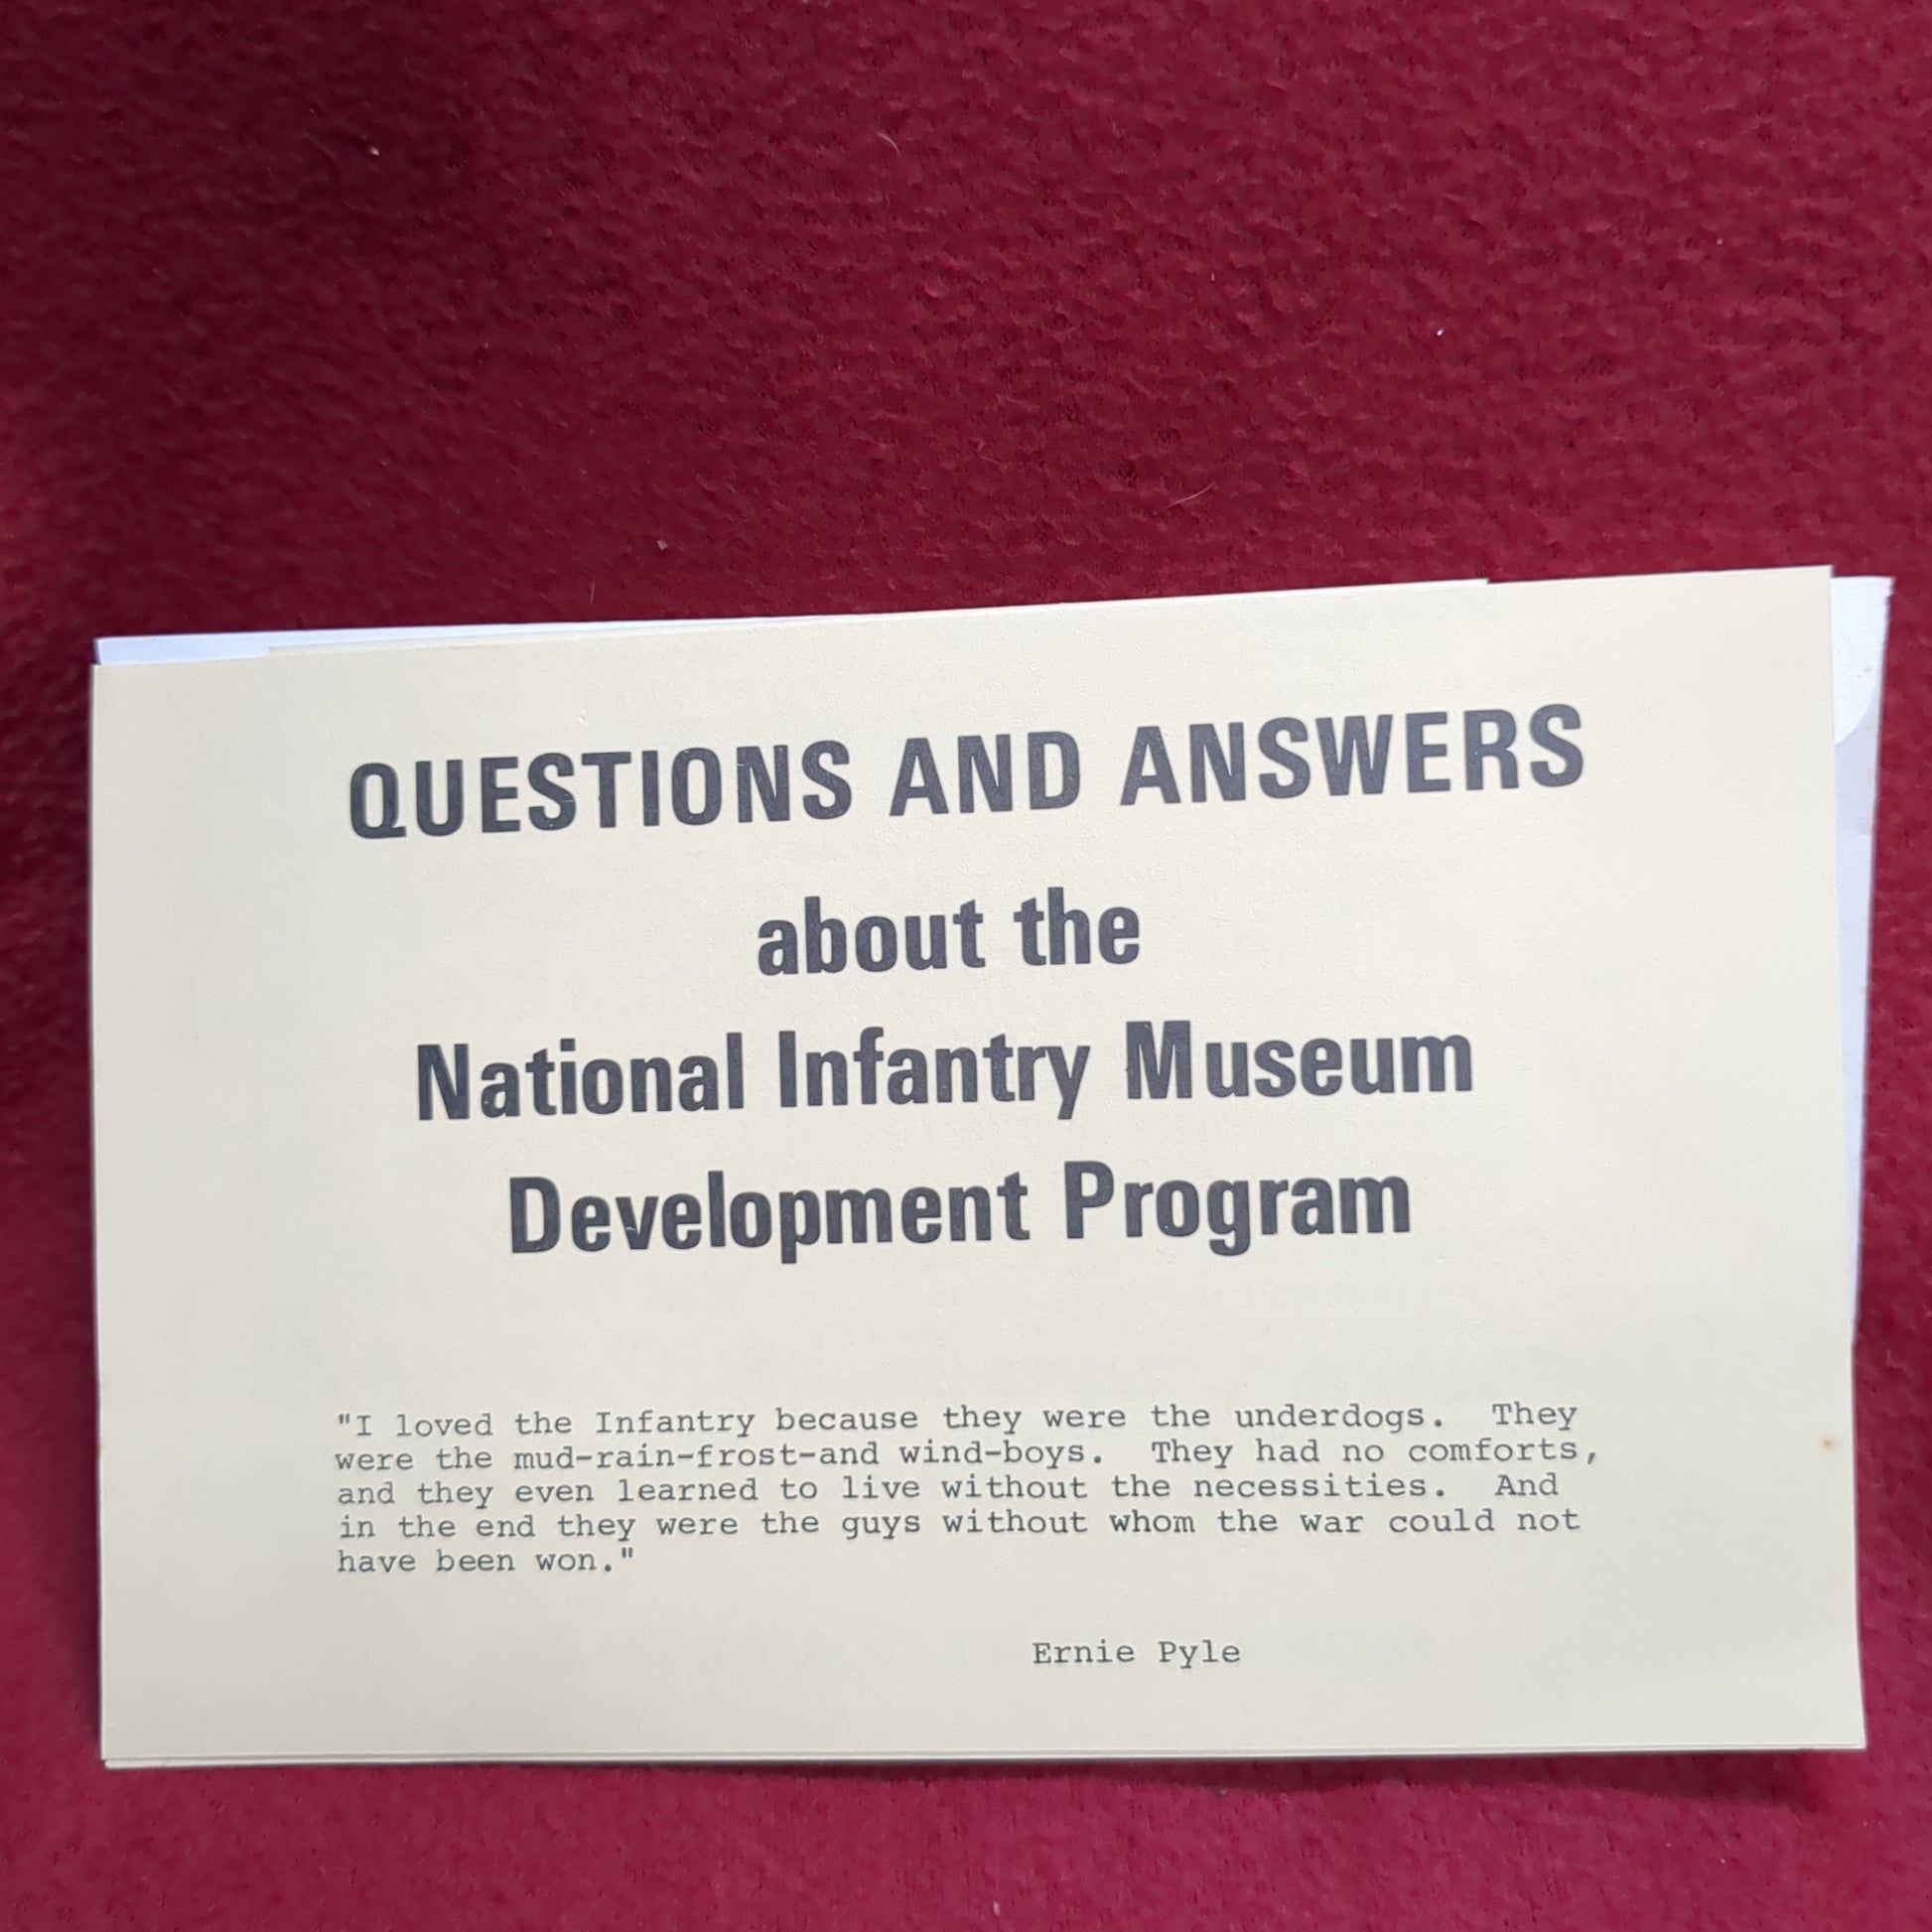 QUESTIONS AND ANSWERS
about the
National Infantry Museum
Development Program
"I loved the Infantry because they were the underdogs.  They
were the mud-rain-frost-and wind-boys.  They had no comforts,
and they even learned to live without the necessities.  And
in the end they were the guys without whom the war could not
have been won."
Ernie Pyle